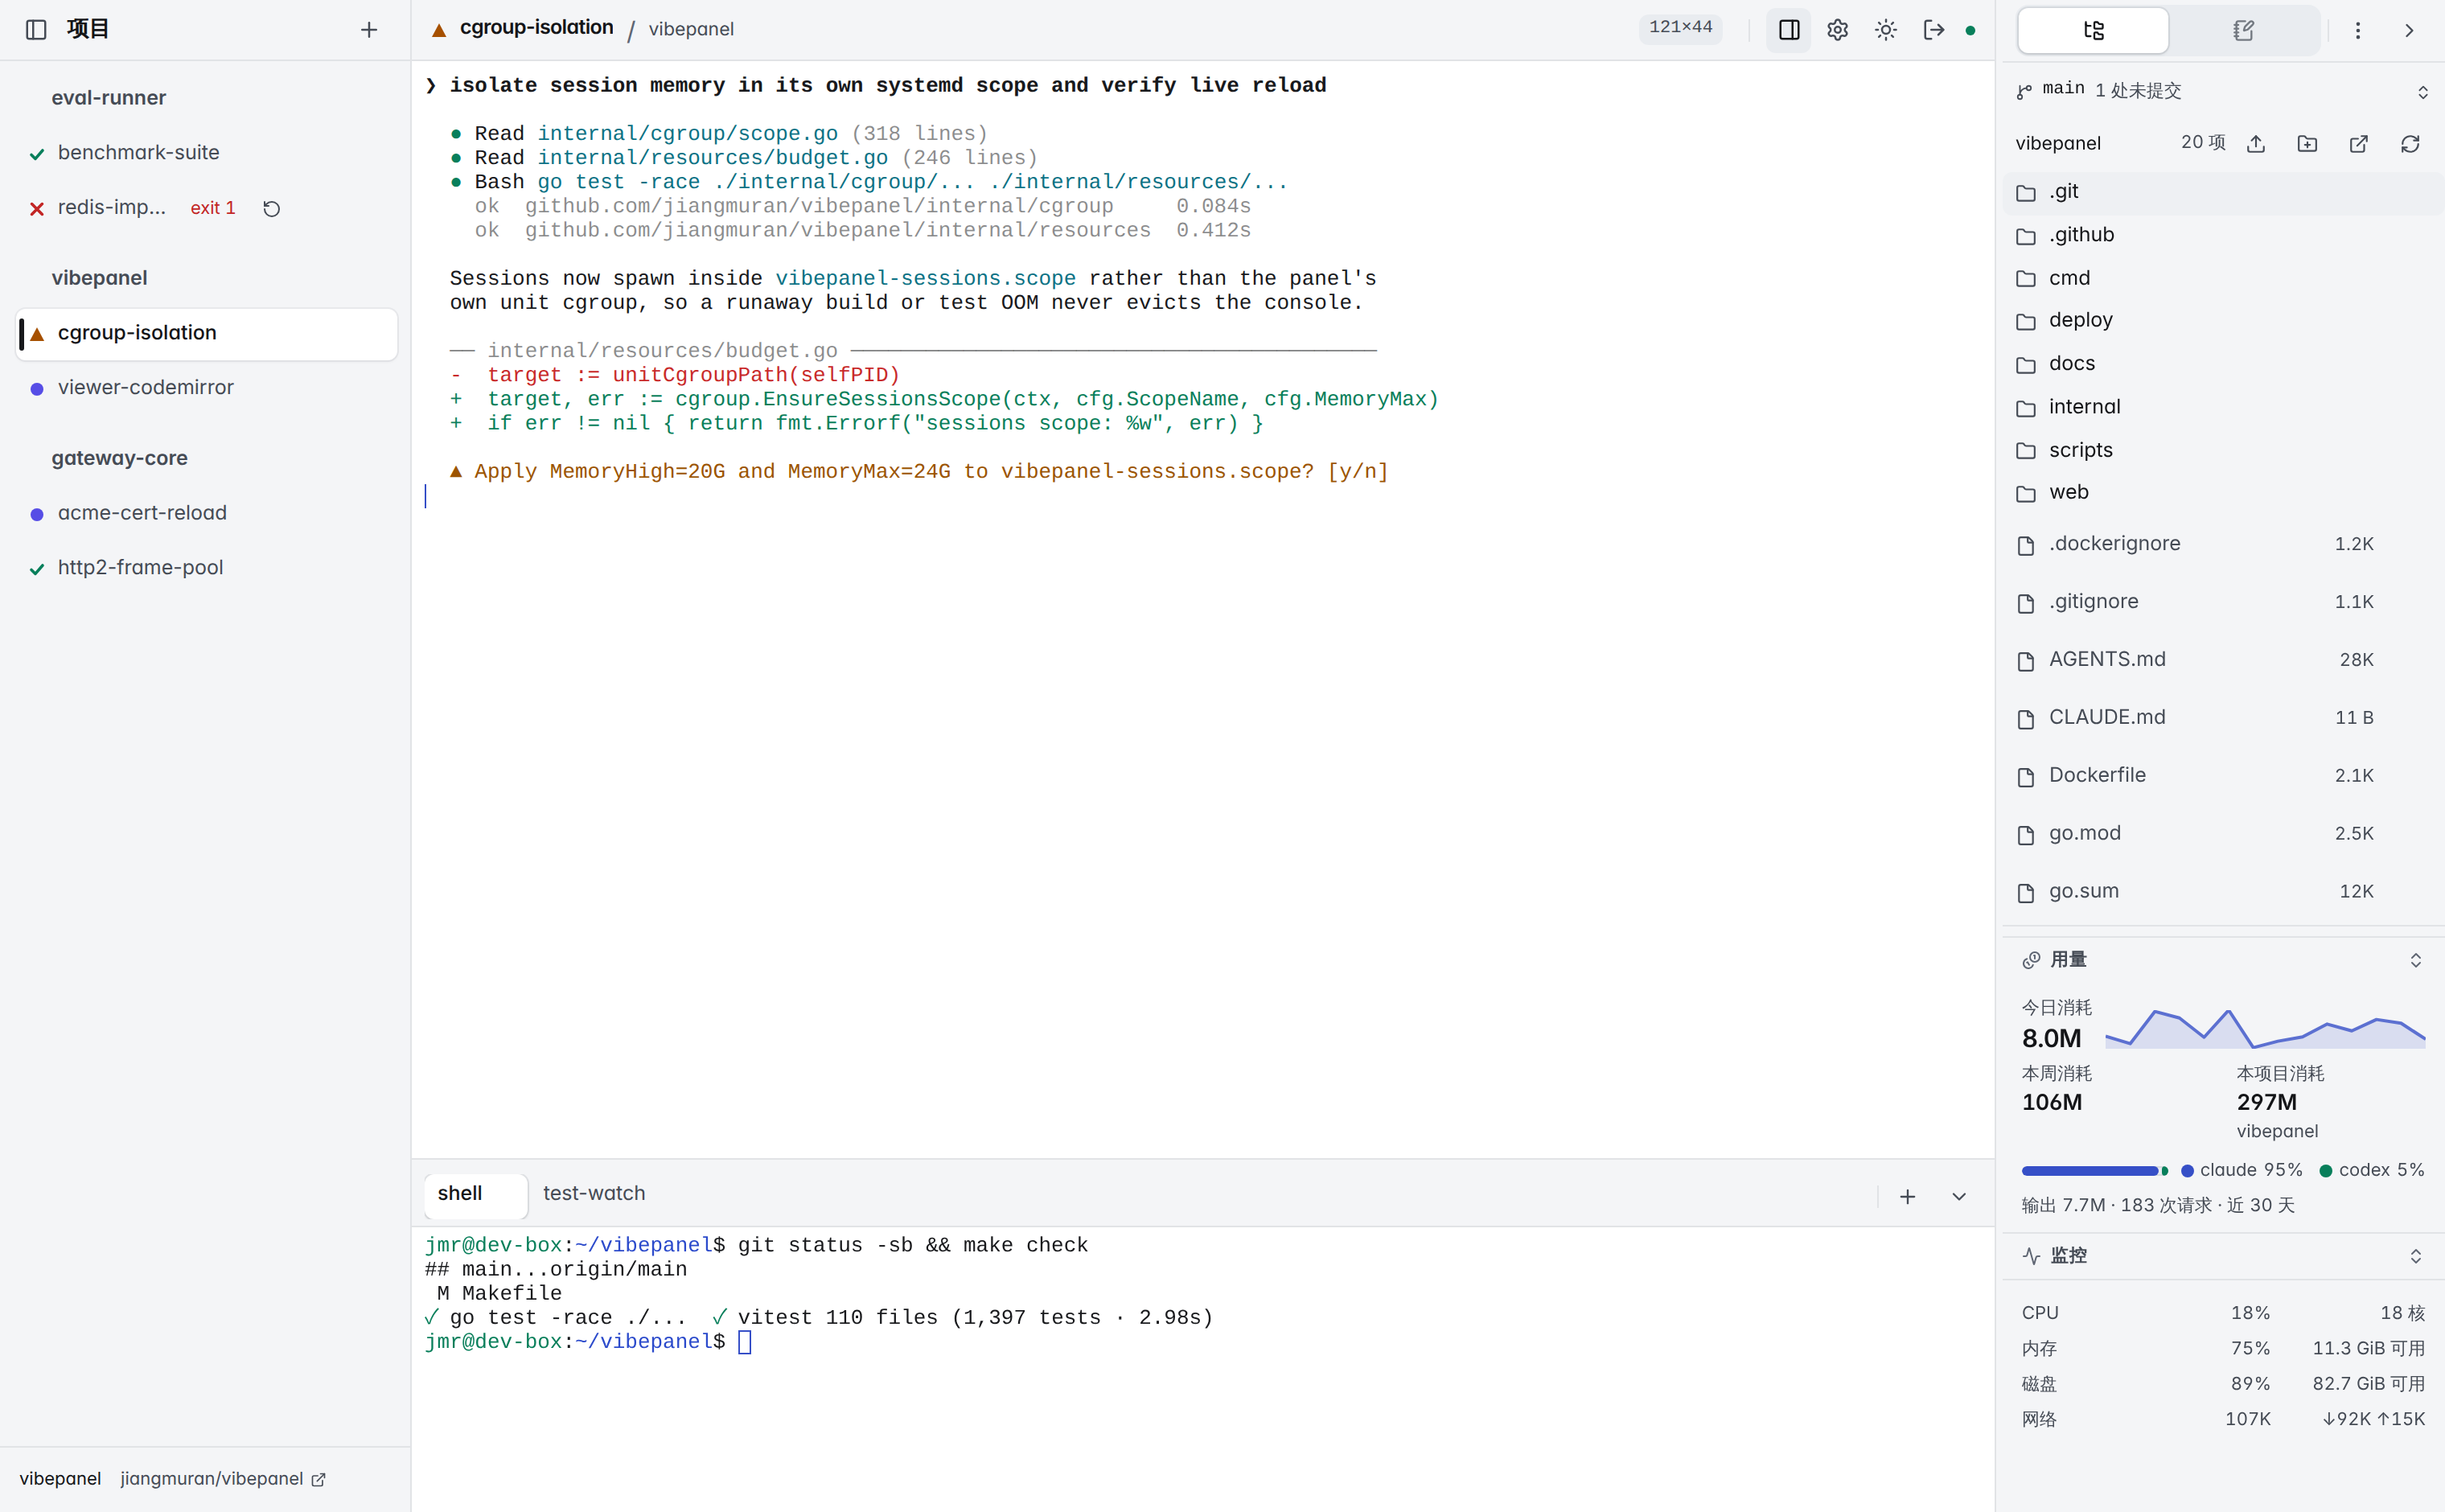 项目
eval-runner
benchmark-suite
redis-imp... exit 1
vibepanel
cgroup-isolation
viewer-codemirror
gateway-core
acme-cert-reload
http2-frame-pool
vibepanel jiangmuran/vibepanel
cgroup-isolation / vibepanel
121×44
❯ isolate session memory in its own systemd scope and verify live reload
● Read internal/cgroup/scope.go (318 lines)
● Read internal/resources/budget.go (246 lines)
● Bash go test -race ./internal/cgroup/... ./internal/resources/...
ok github.com/jiangmuran/vibepanel/internal/cgroup 0.084s
ok github.com/jiangmuran/vibepanel/internal/resources 0.412s
Sessions now spawn inside vibepanel-sessions.scope rather than the panel's
own unit cgroup, so a runaway build or test OOM never evicts the console.
── internal/resources/budget.go ──────────────────────────────────────────
- target := unitCgroupPath(selfPID)
+ target, err := cgroup.EnsureSessionsScope(ctx, cfg.ScopeName, cfg.MemoryMax)
+ if err != nil { return fmt.Errorf("sessions scope: %w", err) }
▲ Apply MemoryHigh=20G and MemoryMax=24G to vibepanel-sessions.scope? [y/n]
shell test-watch
jmr@dev-box:~/vibepanel$ git status -sb && make check
## main...origin/main
M Makefile
✓ go test -race ./... ✓ vitest 110 files (1,397 tests · 2.98s)
jmr@dev-box:~/vibepanel$
main 1 处未提交
vibepanel 20 项
.git
.github
cmd
deploy
docs
internal
scripts
web
.dockerignore 1.2K
.gitignore 1.1K
AGENTS.md 28K
CLAUDE.md 11 B
Dockerfile 2.1K
go.mod 2.5K
go.sum 12K
用量
今日消耗
8.0M
本周消耗 本项目消耗
106M 297M
vibepanel
claude 95% codex 5%
输出 7.7M · 183 次请求 · 近 30 天
监控
CPU 18% 18 核
内存 75% 11.3 GiB 可用
磁盘 89% 82.7 GiB 可用
网络 107K ↓92K ↑15K